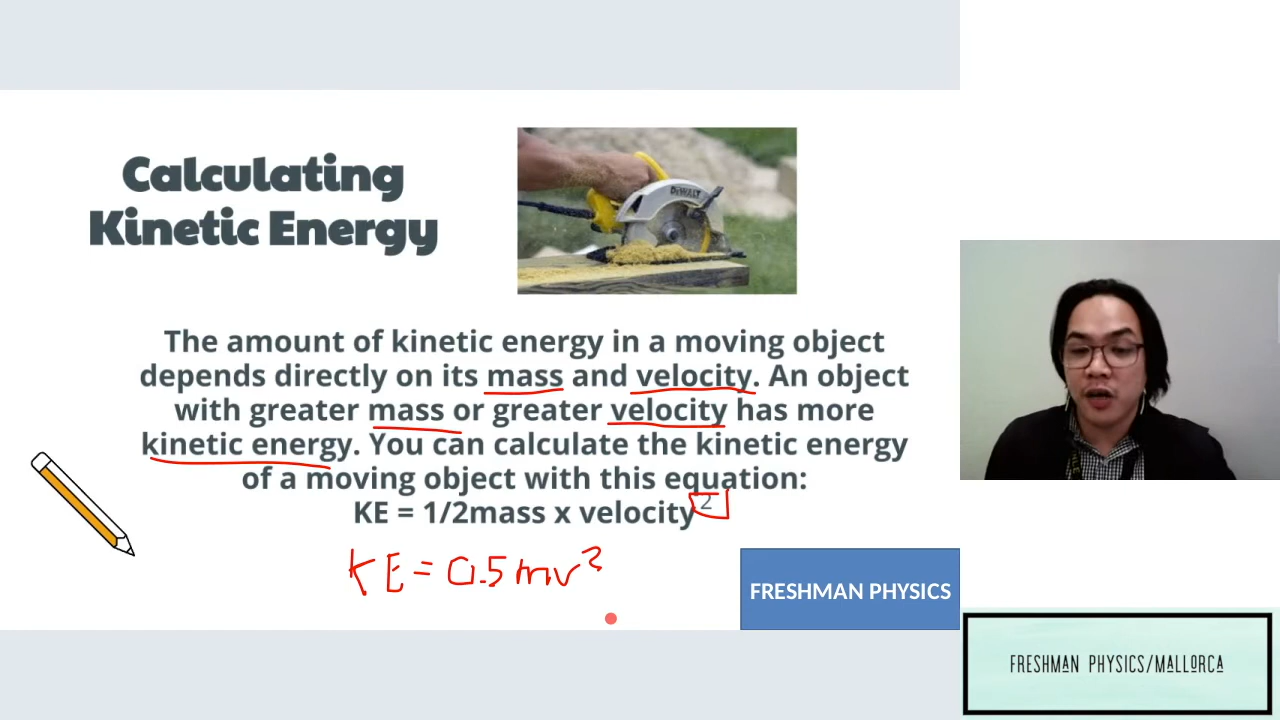 Calculating
Kinetic Energy
DEWALT
The amount of kinetic energy in a moving object
depends directly on its mass and velocity. An object
with greater mass or greater velocity has more
kinetic energy. You can calculate the kinetic energy
of a moving object with this equation:
KE = 1/2mass x velocity²
KE = 0.5mv²
FRESHMAN PHYSICS
FRESHMAN PHYSICS/MALLORCA